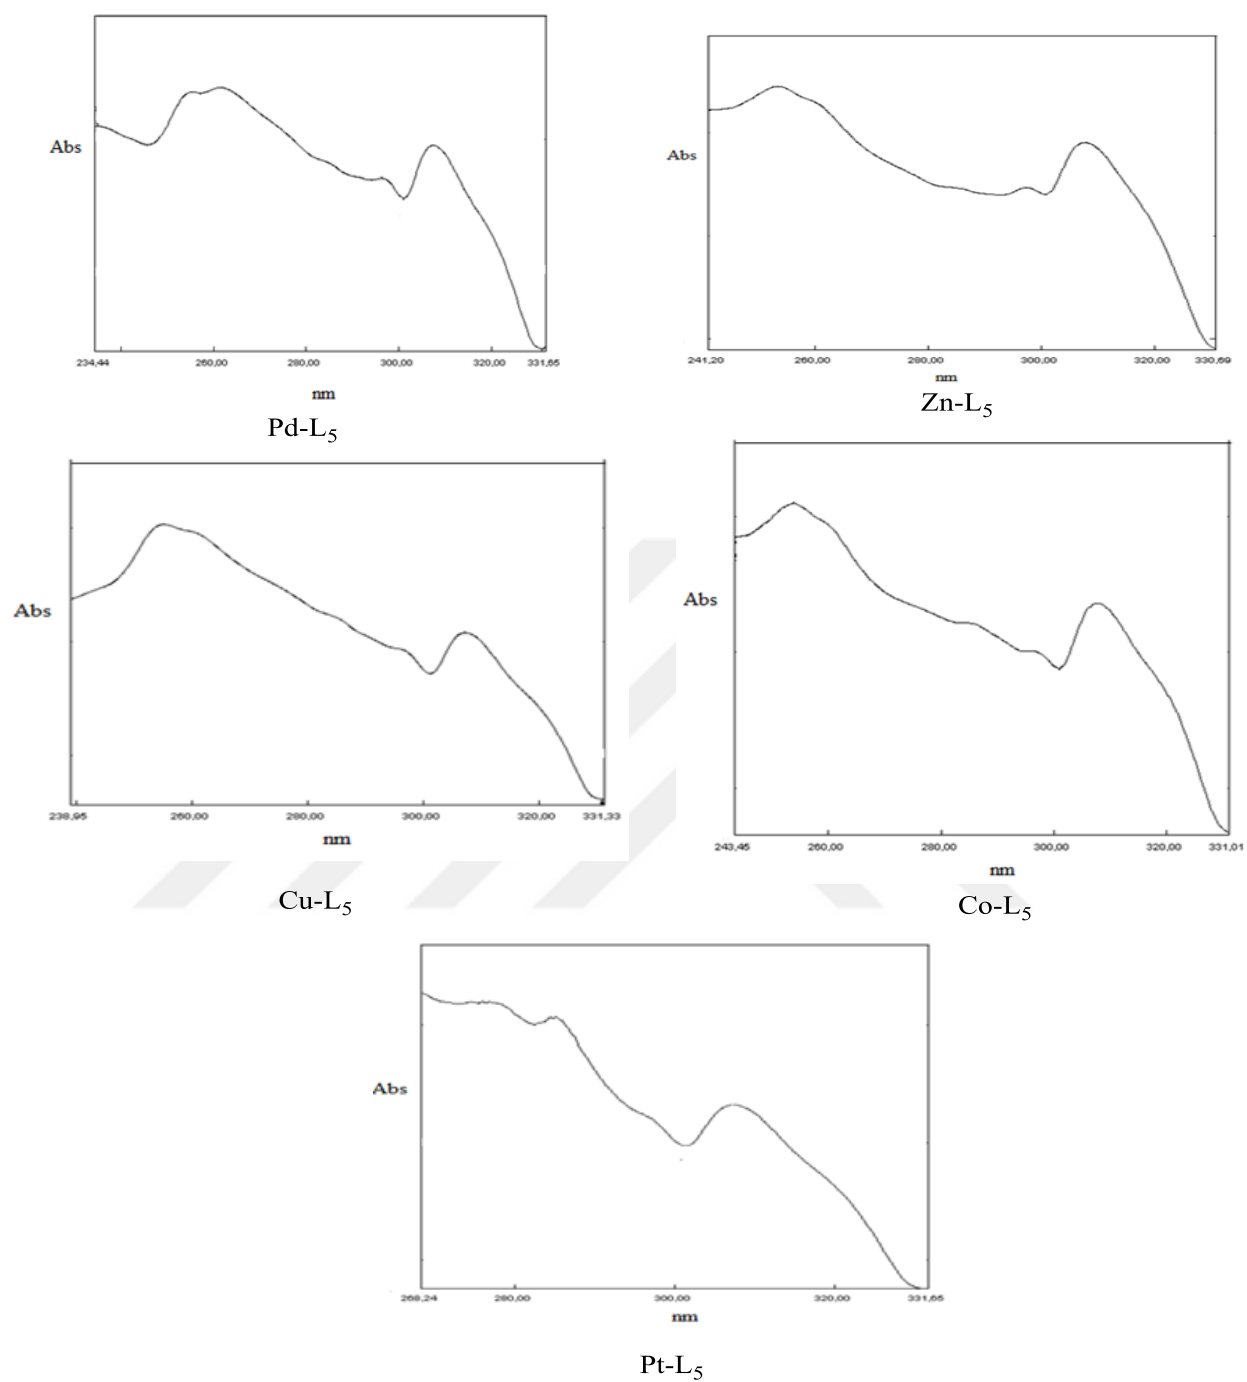 Abs
234,44 260,00 280,00 300,00 320,00 331,65
nm
Pd-L5
Abs
241,20 260,00 280,00 300,00 320,00 330,69
nm
Zn-L5
Abs
238,95 260,00 280,00 300,00 320,00 331,33
nm
Cu-L5
Abs
243,45 260,00 280,00 300,00 320,00 331,01
nm
Co-L5
Abs
268,24 280,00 300,00 320,00 331,65
nm
Pt-L5